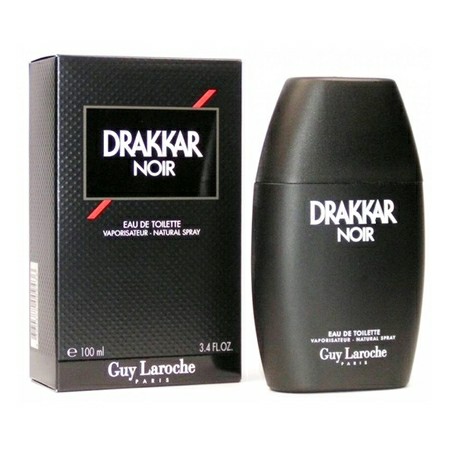 DRAKKAR
NOIR
EAU DE TOILETTE
VAPORISATEUR - NATURAL SPRAY
℮ 100 ml 3.4 FL.OZ.
Guy Laroche
PARIS
DRAKKAR
NOIR
EAU DE TOILETTE
VAPORISATEUR - NATURAL SPRAY
Guy Laroche
PARIS